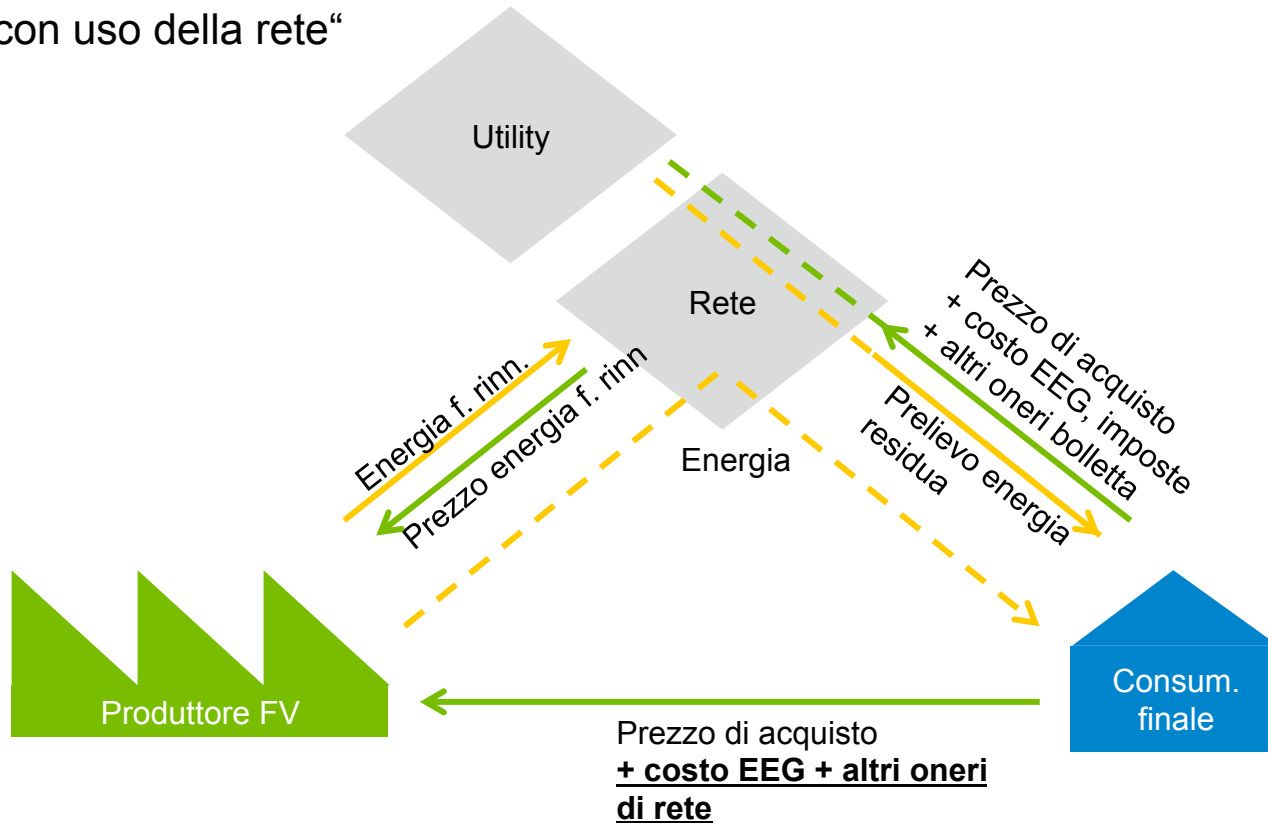 con uso della rete“
Utility
Rete
Prezzo di acquisto
+ costo EEG, imposte
+ altri oneri bolletta
Energia f. rinn.
Prezzo energia f. rinn
Energia
Prelievo energia
residua
Produttore FV
Consum.
finale
Prezzo di acquisto
+ costo EEG + altri oneri
di rete